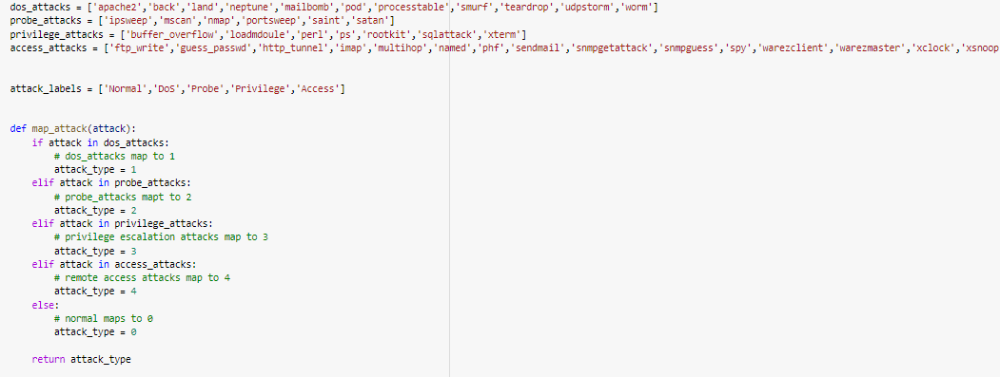 dos_attacks = ['apache2','back','land','neptune','mailbomb','pod','processtable','smurf','teardrop','udpstorm','worm']
probe_attacks = ['ipsweep','mscan','nmap','portsweep','saint','satan']
privilege_attacks = ['buffer_overflow','loadmdoule','perl','ps','rootkit','sqlattack','xterm']
access_attacks = ['ftp_write','guess_passwd','http_tunnel','imap','multihop','named','phf','sendmail','snmpgetattack','snmpguess','spy','warezclient','warezmaster','xclock','xsnoop
attack_labels = ['Normal','DoS','Probe','Privilege','Access']
def map_attack(attack):
    if attack in dos_attacks:
        # dos_attacks map to 1
        attack_type = 1
    elif attack in probe_attacks:
        # probe_attacks mapt to 2
        attack_type = 2
    elif attack in privilege_attacks:
        # privilege escalation attacks map to 3
        attack_type = 3
    elif attack in access_attacks:
        # remote access attacks map to 4
        attack_type = 4
    else:
        # normal maps to 0
        attack_type = 0
    return attack_type